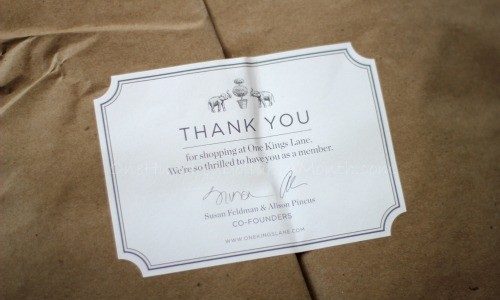 THANK YOU
for shopping at One Kings Lane.
We're so thrilled to have you as a member.
Susan Feldman & Alison Pincus
CO-FOUNDERS
WWW.ONEKINGSLANE.COM